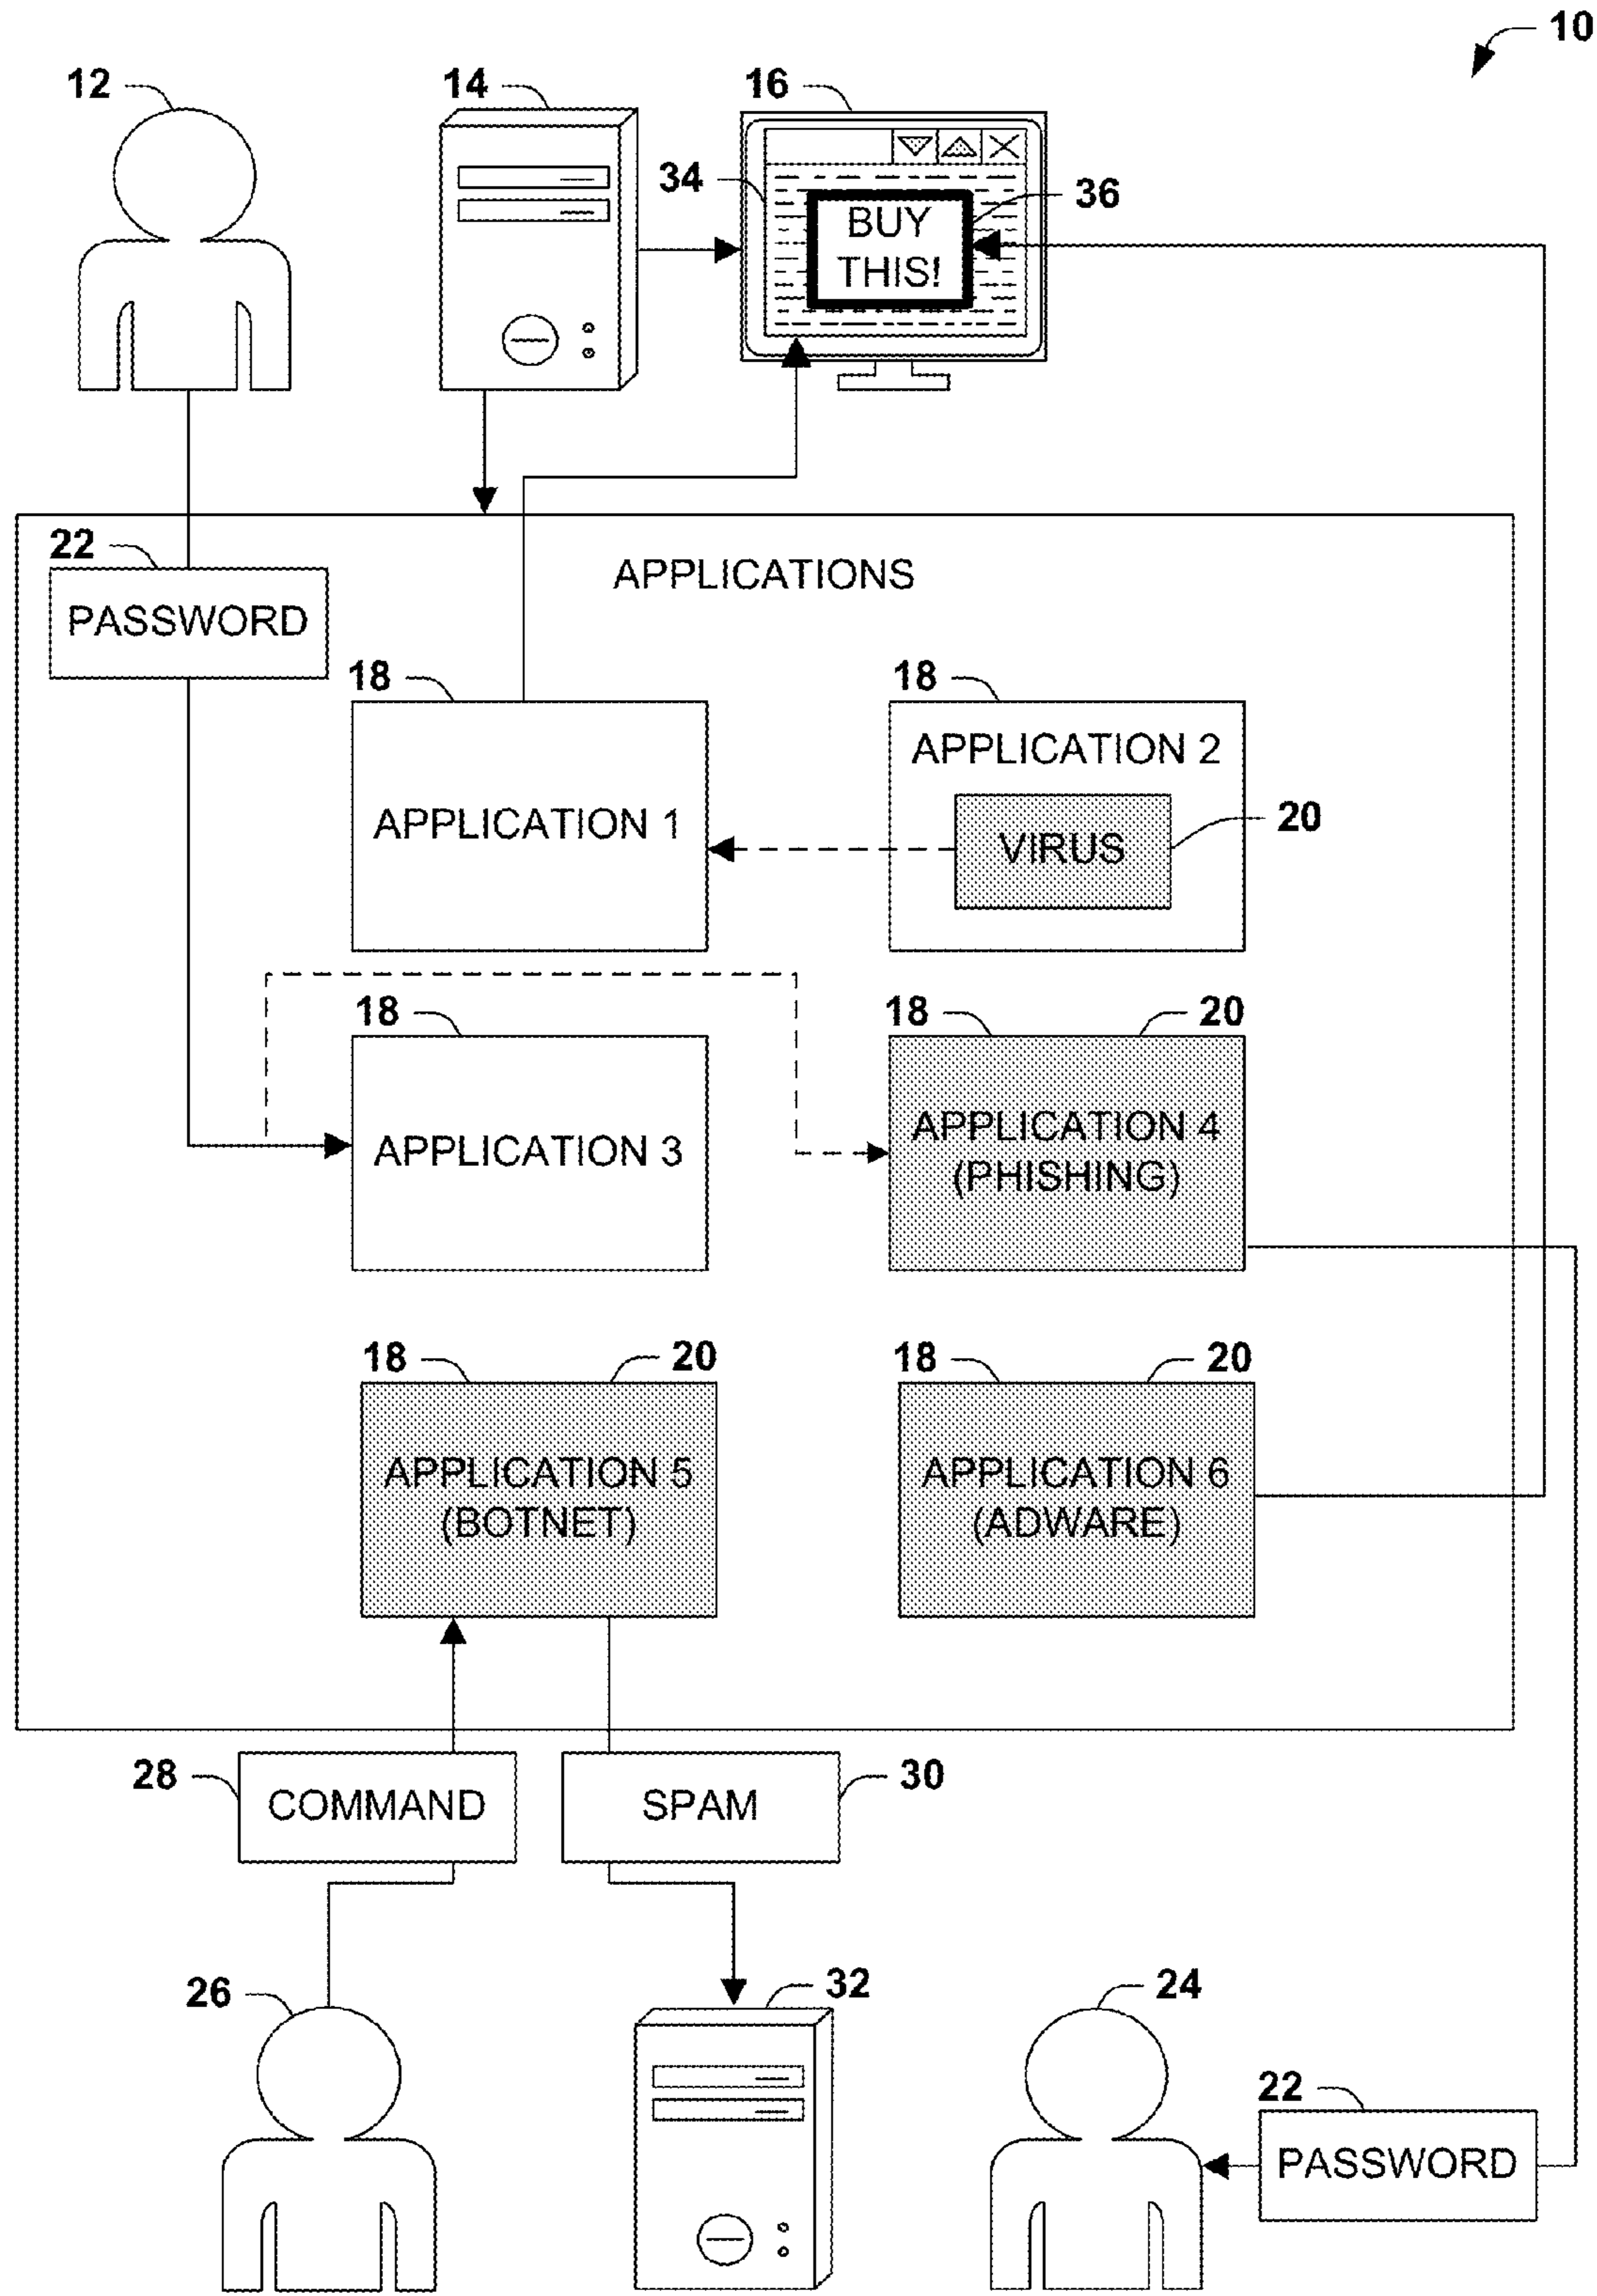 10
12
14
16
34
36
BUY
THIS!
22
PASSWORD
APPLICATIONS
18
18
APPLICATION 1
APPLICATION 2
VIRUS
20
18
18
20
APPLICATION 3
APPLICATION 4
(PHISHING)
18
20
18
20
APPLICATION 5
(BOTNET)
APPLICATION 6
(ADWARE)
28
COMMAND
SPAM
30
26
32
24
22
PASSWORD